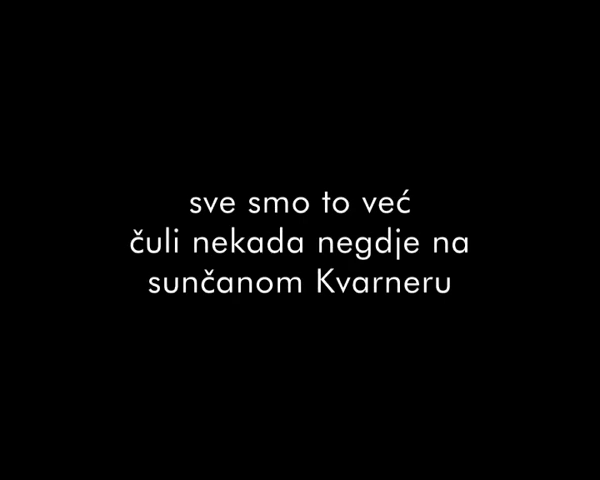 sve smo to već
čuli nekada negdje na
sunčanom Kvarneru